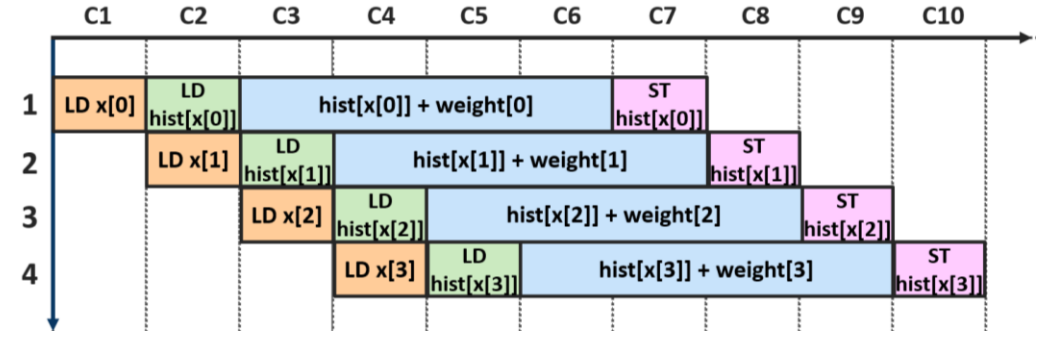 C1 C2 C3 C4 C5 C6 C7 C8 C9 C10
1
LD x[0]
LD
hist[x[0]]
hist[x[0]] + weight[0]
ST
hist[x[0]]
2
LD x[1]
LD
hist[x[1]]
hist[x[1]] + weight[1]
ST
hist[x[1]]
3
LD x[2]
LD
hist[x[2]]
hist[x[2]] + weight[2]
ST
hist[x[2]]
4
LD x[3]
LD
hist[x[3]]
hist[x[3]] + weight[3]
ST
hist[x[3]]